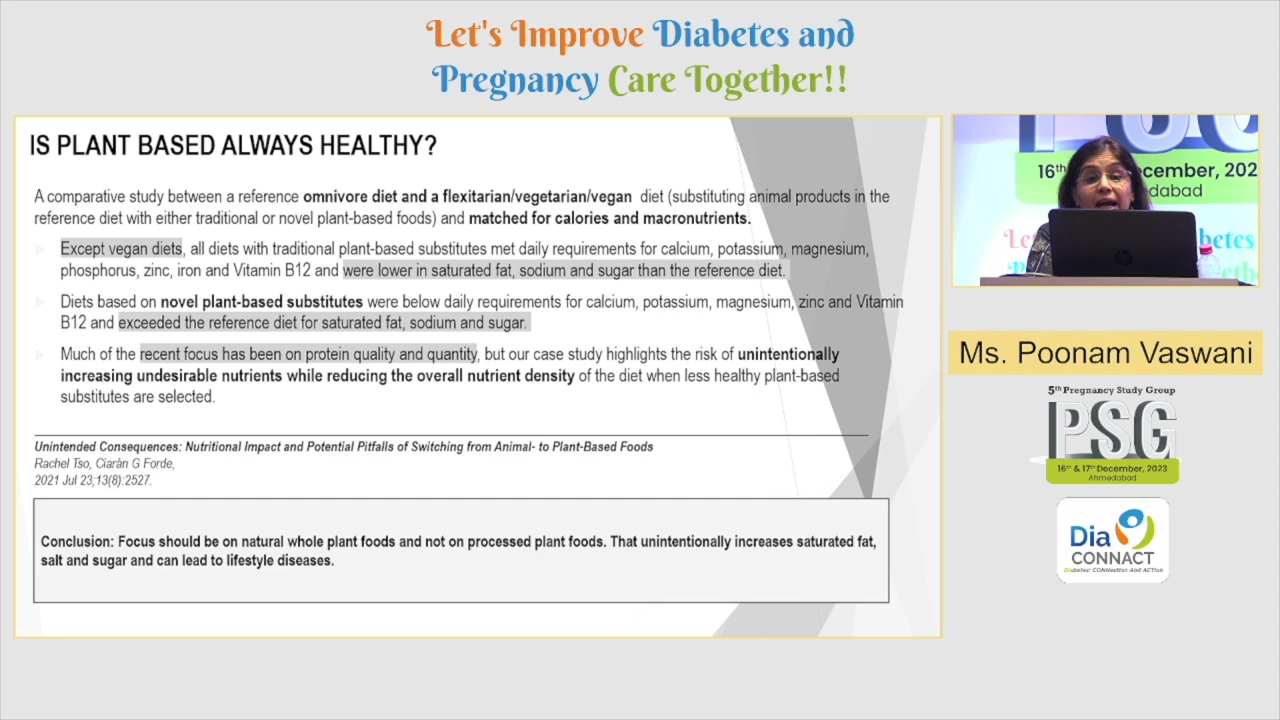 Let's Improve Diabetes and
Pregnancy Care Together!!
IS PLANT BASED ALWAYS HEALTHY?
A comparative study between a reference omnivore diet and a flexitarian/vegetarian/vegan diet (substituting animal products in the
reference diet with either traditional or novel plant-based foods) and matched for calories and macronutrients.
Except vegan diets, all diets with traditional plant-based substitutes met daily requirements for calcium, potassium, magnesium,
phosphorus, zinc, iron and Vitamin B12 and were lower in saturated fat, sodium and sugar than the reference diet.
Diets based on novel plant-based substitutes were below daily requirements for calcium, potassium, magnesium, zinc and Vitamin
B12 and exceeded the reference diet for saturated fat, sodium and sugar.
Much of the recent focus has been on protein quality and quantity, but our case study highlights the risk of unintentionally
increasing undesirable nutrients while reducing the overall nutrient density of the diet when less healthy plant-based
substitutes are selected.
Unintended Consequences: Nutritional Impact and Potential Pitfalls of Switching from Animal- to Plant-Based Foods
Rachel Tso, Ciarán G Forde,
2021 Jul 23;13(8):2527.
Conclusion: Focus should be on natural whole plant foods and not on processed plant foods. That unintentionally increases saturated fat,
salt and sugar and can lead to lifestyle diseases.
16th
ecember, 202
edabad
Let
betes
Ms. Poonam Vaswani
5th Pregnancy Study Group
PSG
16th & 17th December, 2023
Ahmedabad
Dia
CONNACT
Diabetes: CONNection And ACTion